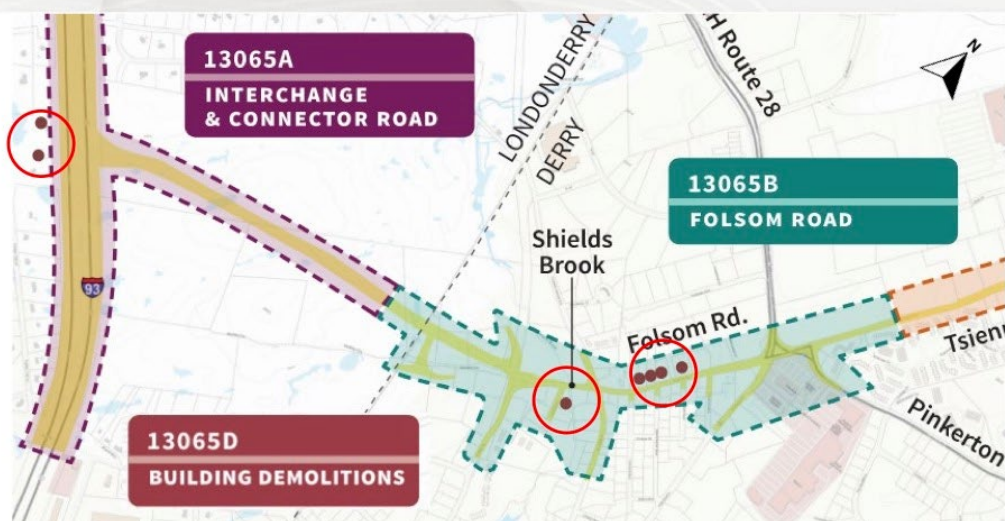 13065A
INTERCHANGE
& CONNECTOR ROAD
LONDONDERRY
DERRY
H Route 28
N
13065B
FOLSOM ROAD
Shields
Brook
93
Folsom Rd.
Tsienn
Pinkerton
13065D
BUILDING DEMOLITIONS